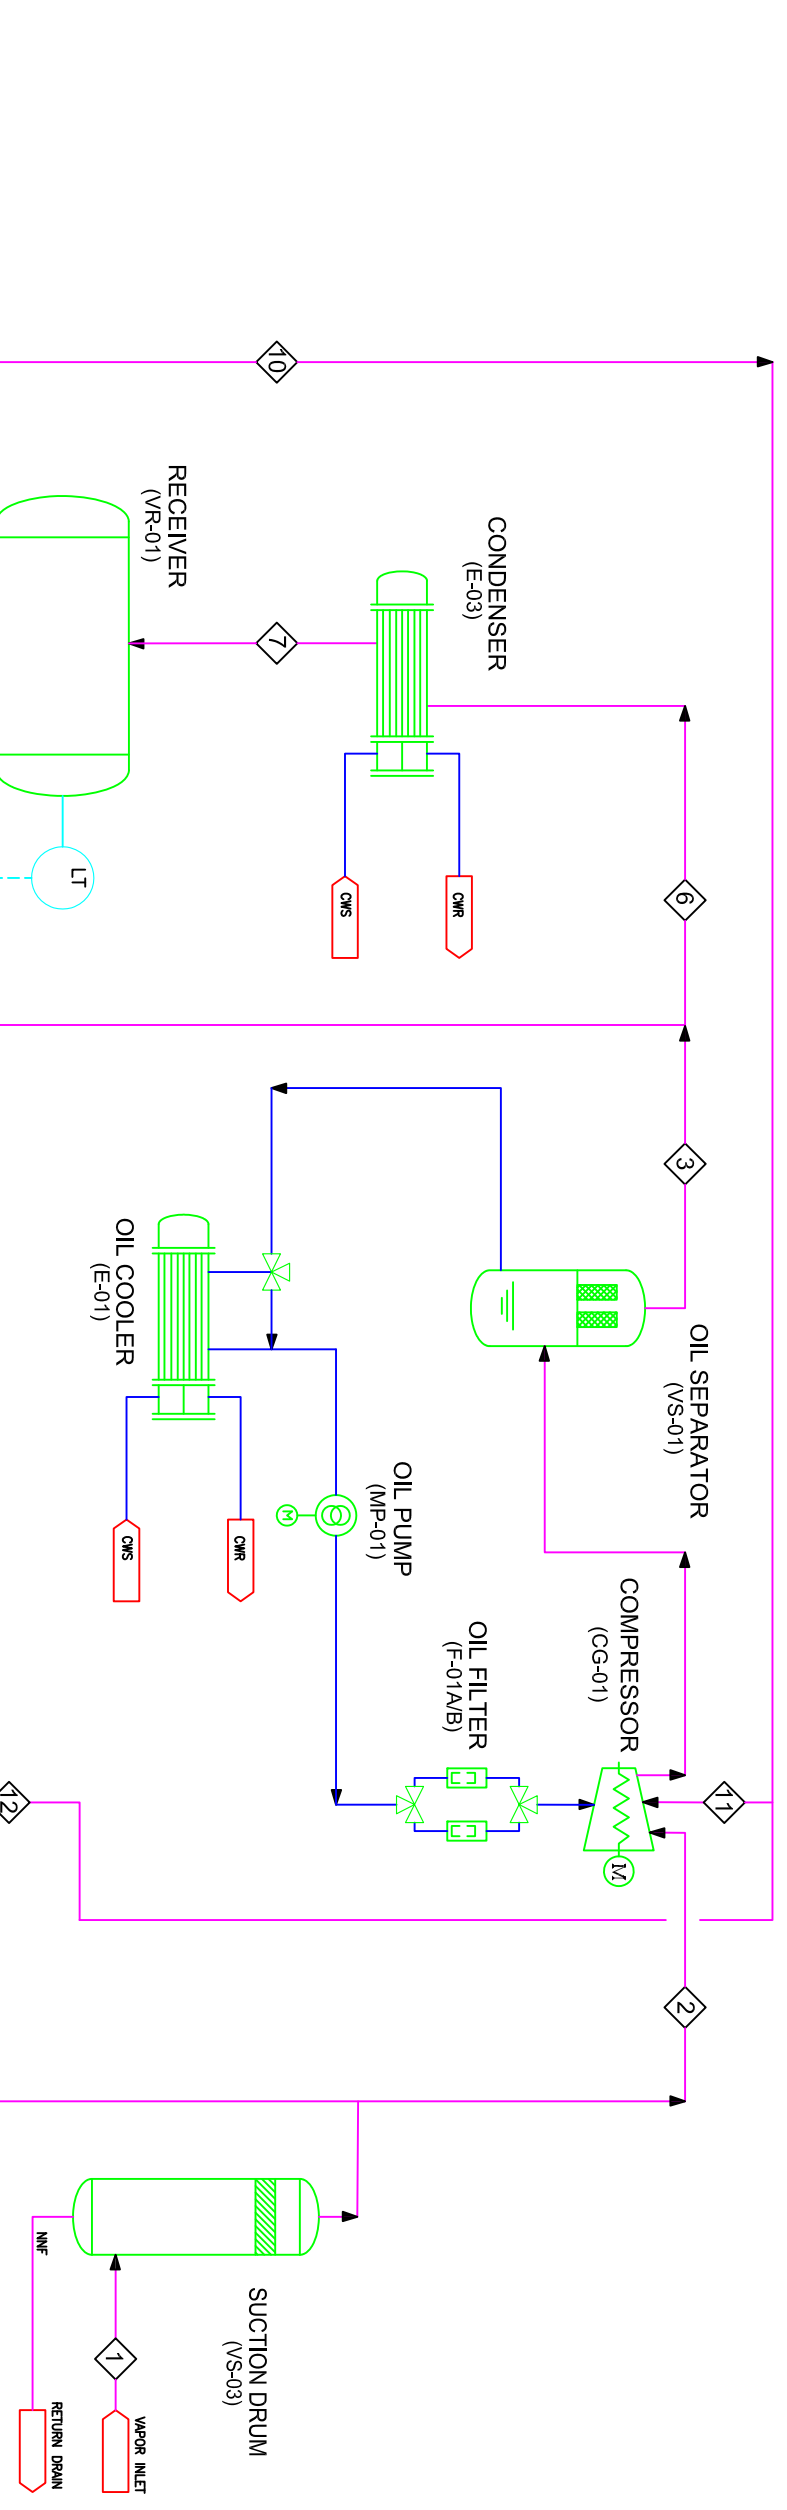 10
RECEIVER
(VR-01)
CONDENSER
(E-03)
7
LT
CWS
CWR
6
3
OIL COOLER
(E-01)
OIL SEPARATOR
(VS-01)
CWS
CWR
OIL PUMP
(MP-01)
M
COMPRESSOR
(CG-01)
OIL FILTER
(F-01A/B)
12
11
M
2
NNF
SUCTION DRUM
(VS-03)
1
RETURN DRAIN
VAPOR INLET